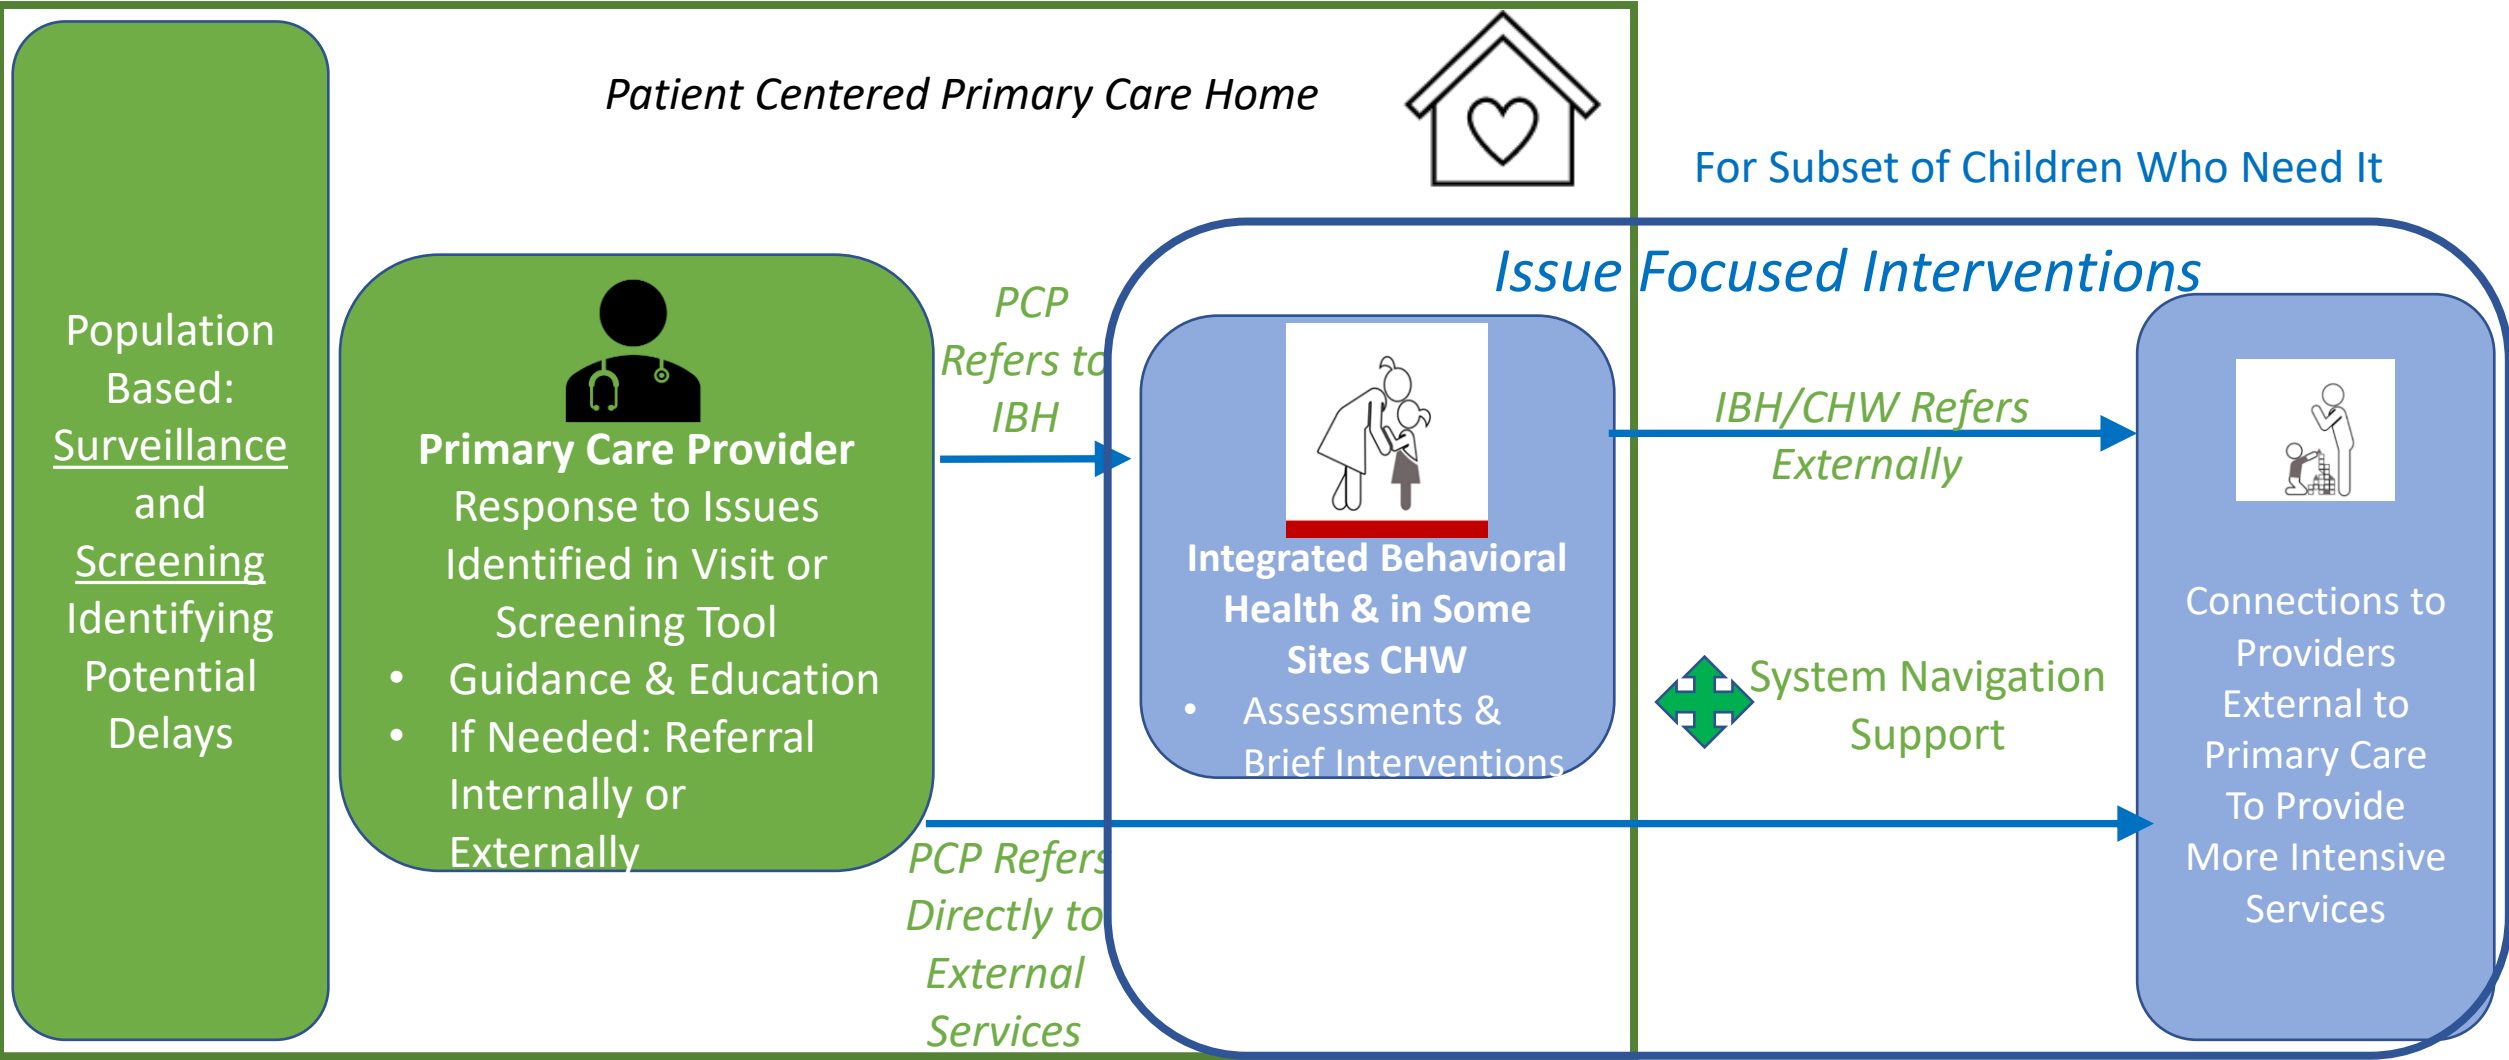 Patient Centered Primary Care Home
For Subset of Children Who Need It
Population
Based:
Surveillance
and
Screening
Identifying
Potential
Delays
Primary Care Provider
Response to Issues
Identified in Visit or
Screening Tool
• Guidance & Education
• If Needed: Referral
Internally or
Externally
PCP
Refers to
IBH
PCP Refers
Directly to
External
Services
Issue Focused Interventions
Integrated Behavioral
Health & in Some
Sites CHW
• Assessments &
Brief Interventions
IBH/CHW Refers
Externally
System Navigation
Support
Connections to
Providers
External to
Primary Care
To Provide
More Intensive
Services